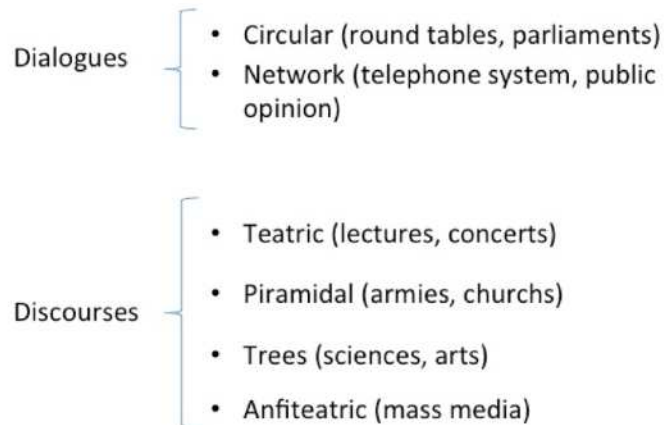 Dialogues
• Circular (round tables, parliaments)
• Network (telephone system, public
opinion)
Discourses
• Teatric (lectures, concerts)
• Piramidal (armies, churchs)
• Trees (sciences, arts)
• Anfiteatric (mass media)